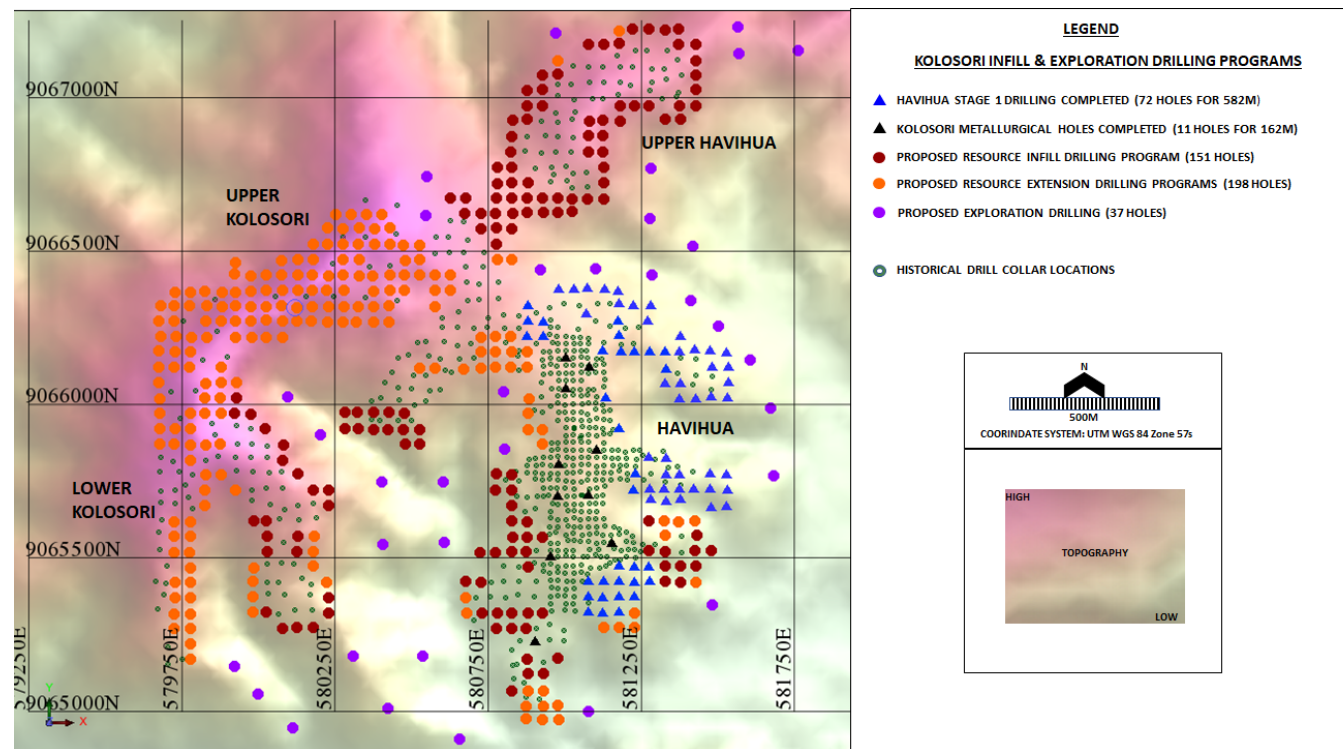 9067000N
9066500N
9066000N
9065500N
9065000N
79250E
579750E
580250E
580750E
581250E
581750E
UPPER HAVIHUA
UPPER
KOLOSORI
HAVIHUA
LOWER
KOLOSORI
Y
X
LEGEND
KOLOSORI INFILL & EXPLORATION DRILLING PROGRAMS
HAVIHUA STAGE 1 DRILLING COMPLETED (72 HOLES FOR 582M)
KOLOSORI METALLURGICAL HOLES COMPLETED (11 HOLES FOR 162M)
PROPOSED RESOURCE INFILL DRILLING PROGRAM (151 HOLES)
PROPOSED RESOURCE EXTENSION DRILLING PROGRAMS (198 HOLES)
PROPOSED EXPLORATION DRILLING (37 HOLES)
HISTORICAL DRILL COLLAR LOCATIONS
N
500M
COORINDATE SYSTEM: UTM WGS 84 Zone 57s
HIGH
TOPOGRAPHY
LOW